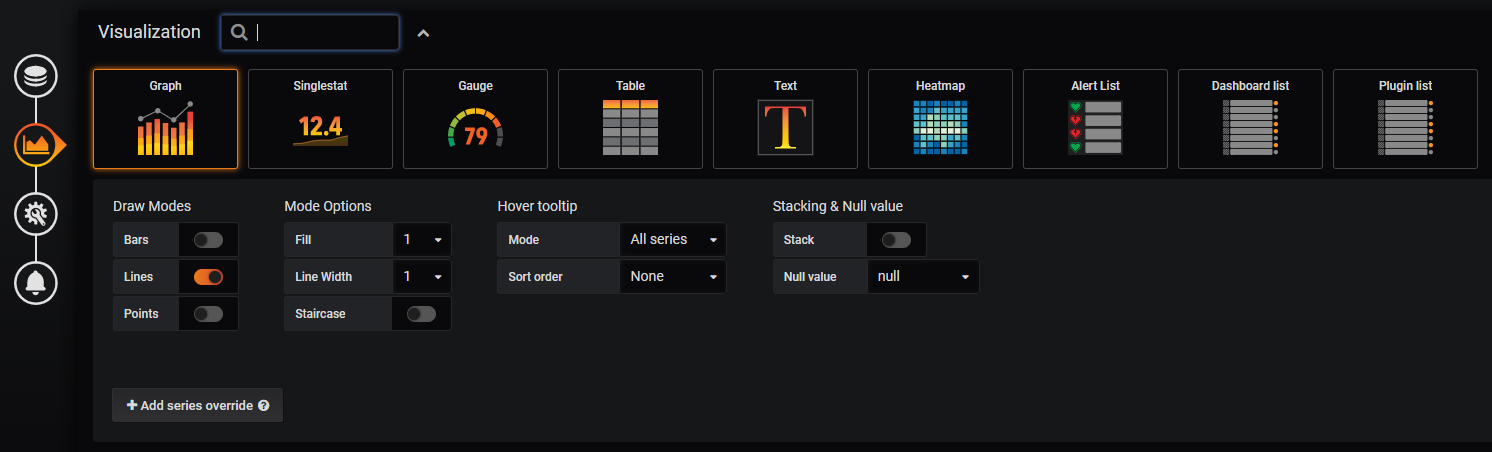 Visualization
Graph Singlestat Gauge Table Text Heatmap Alert List Dashboard list Plugin list
12.4 79 T
Draw Modes Mode Options Hover tooltip Stacking & Null value
Bars Fill 1 Mode All series Stack
Lines Line Width 1 Sort order None Null value null
Points Staircase
+ Add series override ?